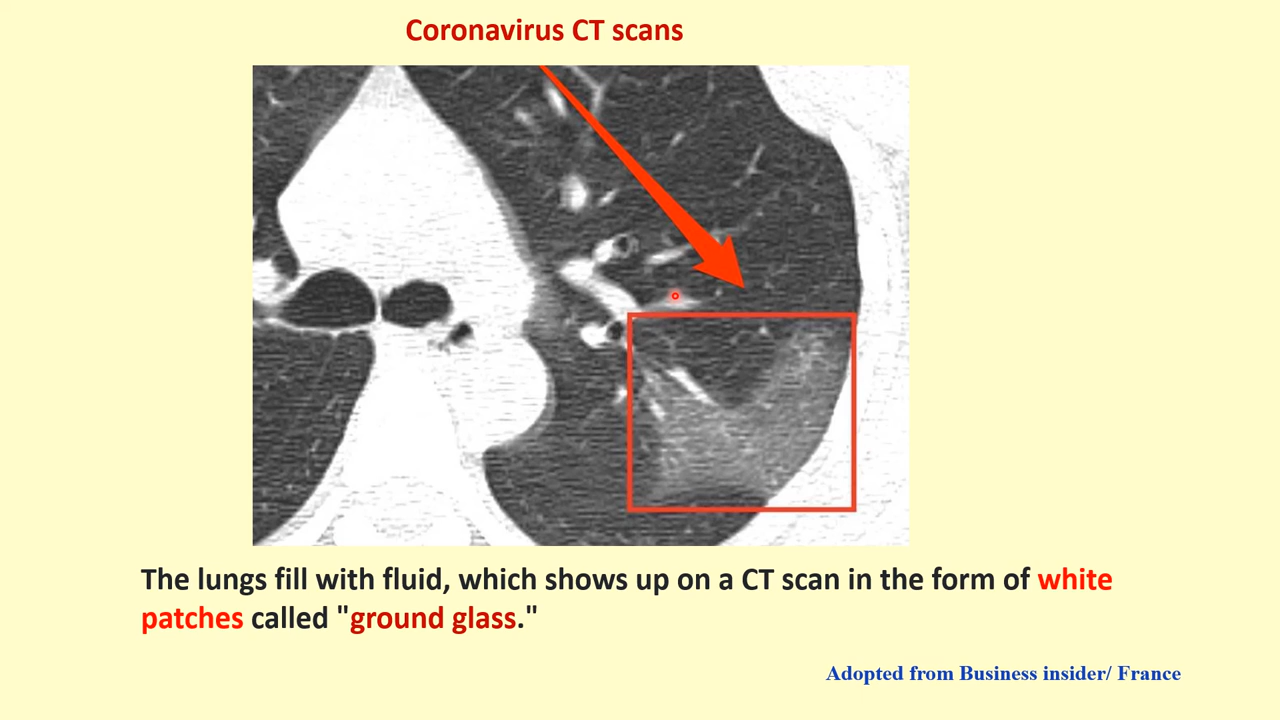 Coronavirus CT scans
The lungs fill with fluid, which shows up on a CT scan in the form of white
patches called "ground glass."
Adopted from Business insider/ France